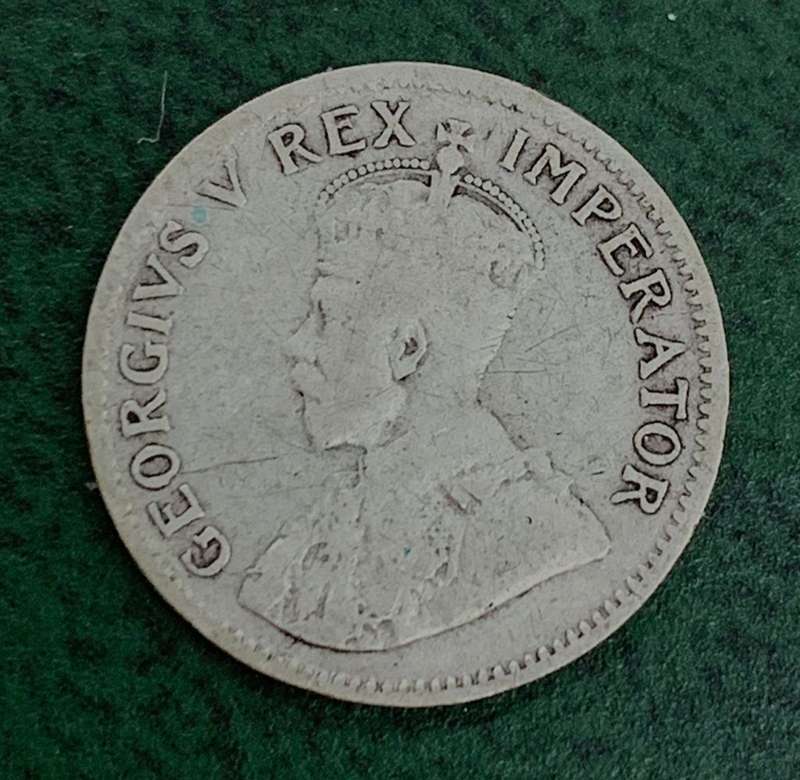 GEORGIVS V REX IMPERATOR